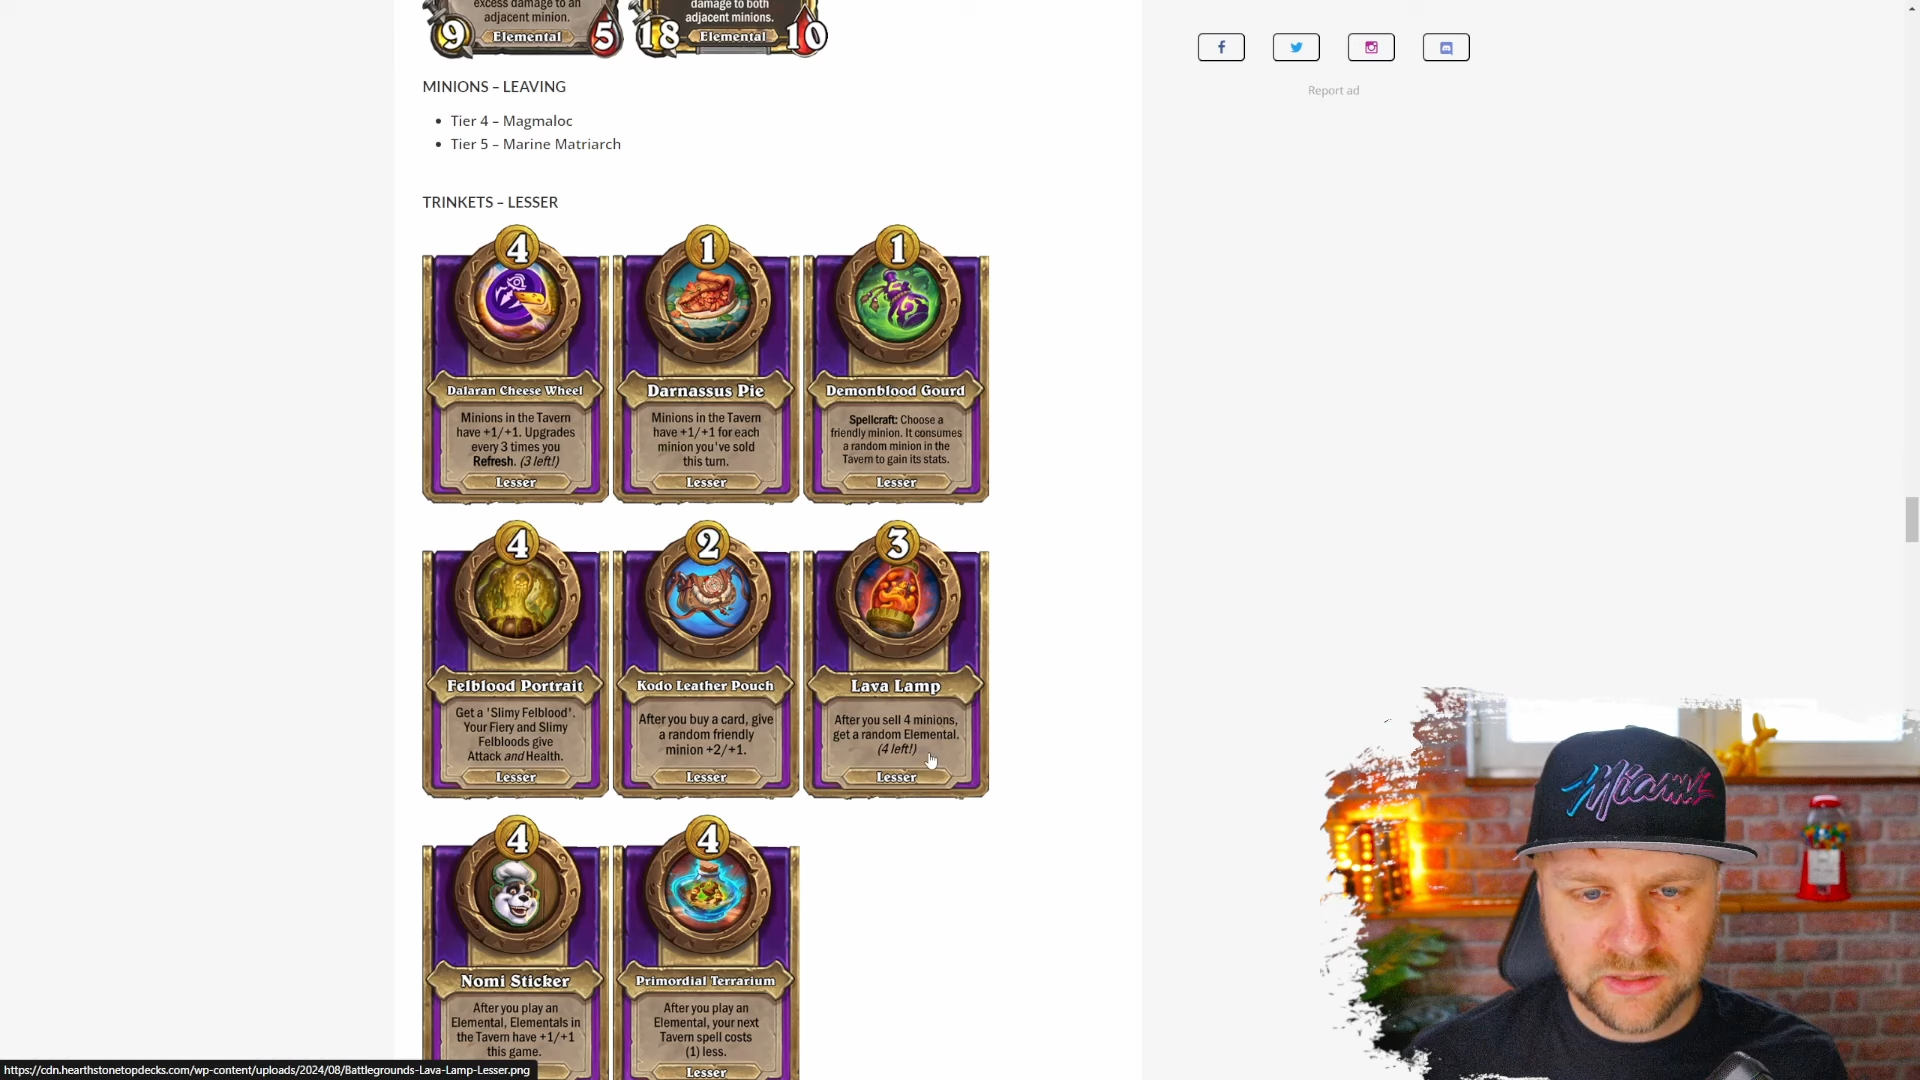 excess damage to an
adjacent minion.
9 Elemental 5
damage to both
adjacent minions.
18 Elemental 10
MINIONS – LEAVING
Tier 4 – Magmaloc
Tier 5 – Marine Matriarch
TRINKETS – LESSER
4
Dalaran Cheese Wheel
Minions in the Tavern
have +1/+1. Upgrades
every 3 times you
Refresh. (3 left!)
Lesser
1
Darnassus Pie
Minions in the Tavern
have +1/+1 for each
minion you've sold
this turn.
Lesser
1
Demonblood Gourd
Spellcraft: Choose a
friendly minion. It consumes
a random minion in the
Tavern to gain its stats.
Lesser
4
Felblood Portrait
Get a 'Slimy Felblood'.
Your Fiery and Slimy
Felbloods give
Attack and Health.
Lesser
2
Kodo Leather Pouch
After you buy a card, give
a random friendly
minion +2/+1.
Lesser
3
Lava Lamp
After you sell 4 minions,
get a random Elemental.
(4 left!)
Lesser
4
Nomi Sticker
After you play an
Elemental, Elementals in
the Tavern have +1/+1
this game.
4
Primordial Terrarium
After you play an
Elemental, your next
Tavern spell costs
(1) less.
Lesser
Report ad
Miami
https://cdn.hearthstonetopdecks.com/wp-content/uploads/2024/08/Battlegrounds-Lava-Lamp-Lesser.png